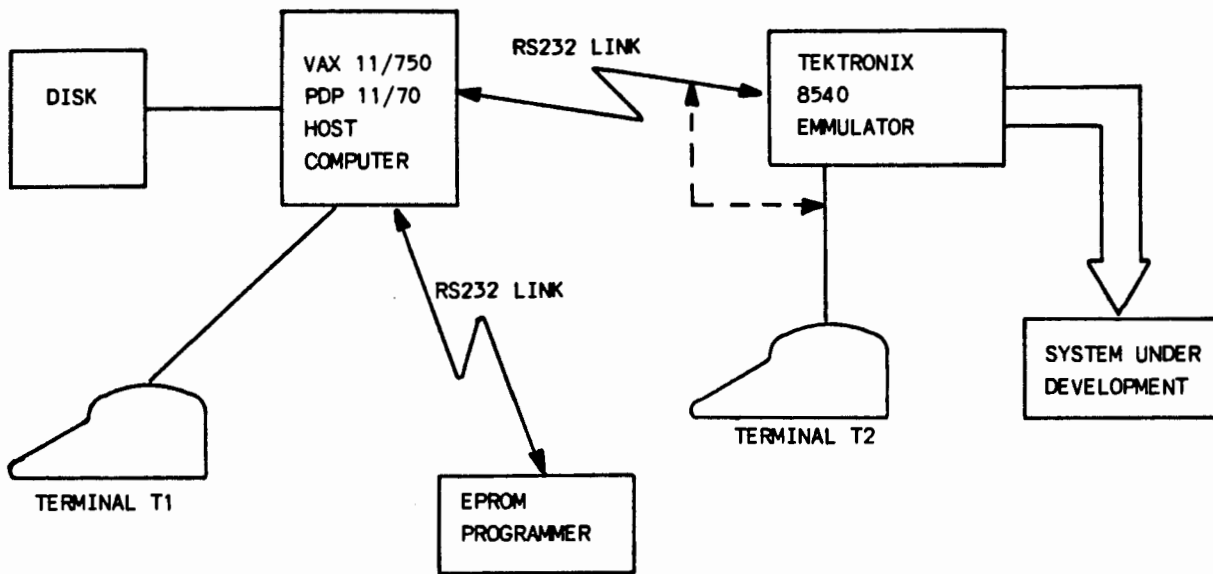 DISK
VAX 11/750
PDP 11/70
HOST
COMPUTER
RS232 LINK
TEKTRONIX
8540
EMMULATOR
RS232 LINK
SYSTEM UNDER
DEVELOPMENT
TERMINAL T2
TERMINAL T1
EPROM
PROGRAMMER